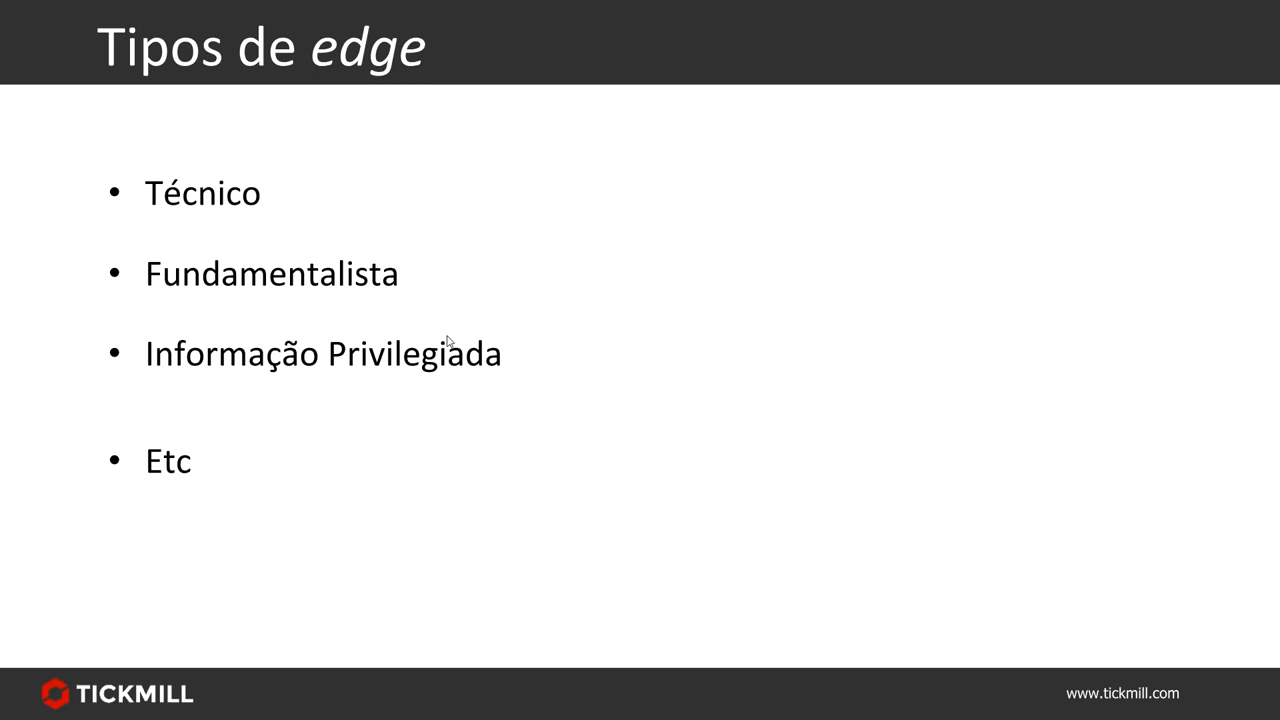 Tipos de edge
• Técnico
• Fundamentalista
• Informação Privilegiada
• Etc
TICKMILL
www.tickmill.com